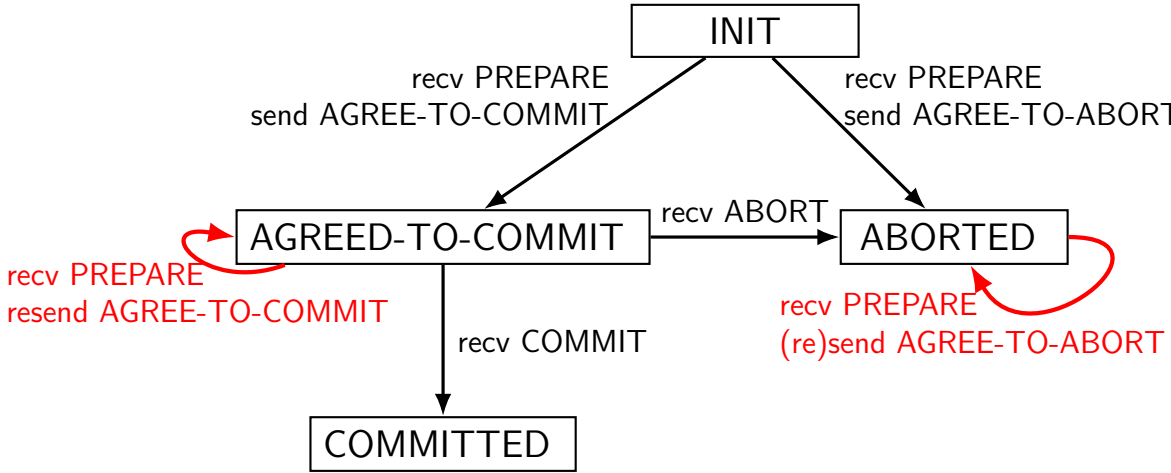 INIT
recv PREPARE
send AGREE-TO-COMMIT
recv PREPARE
send AGREE-TO-ABORT
AGREED-TO-COMMIT
recv ABORT
ABORTED
recv PREPARE
resend AGREE-TO-COMMIT
recv PREPARE
(re)send AGREE-TO-ABORT
recv COMMIT
COMMITTED